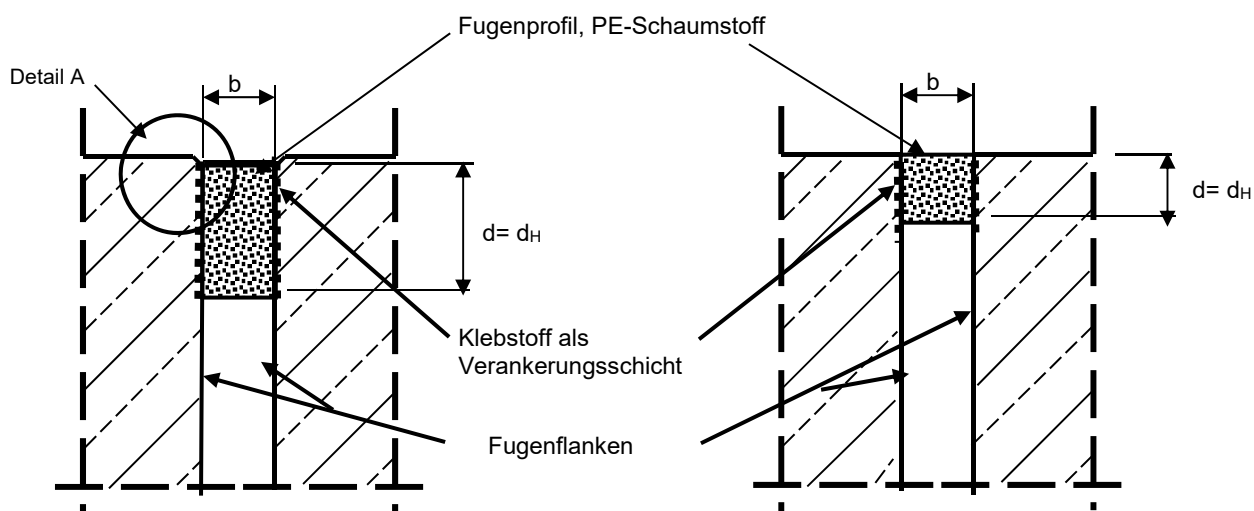 Fugenprofil, PE-Schaumstoff
Detail A
b
b
d= dH
d= dH
Klebstoff als
Verankerungsschicht
Fugenflanken